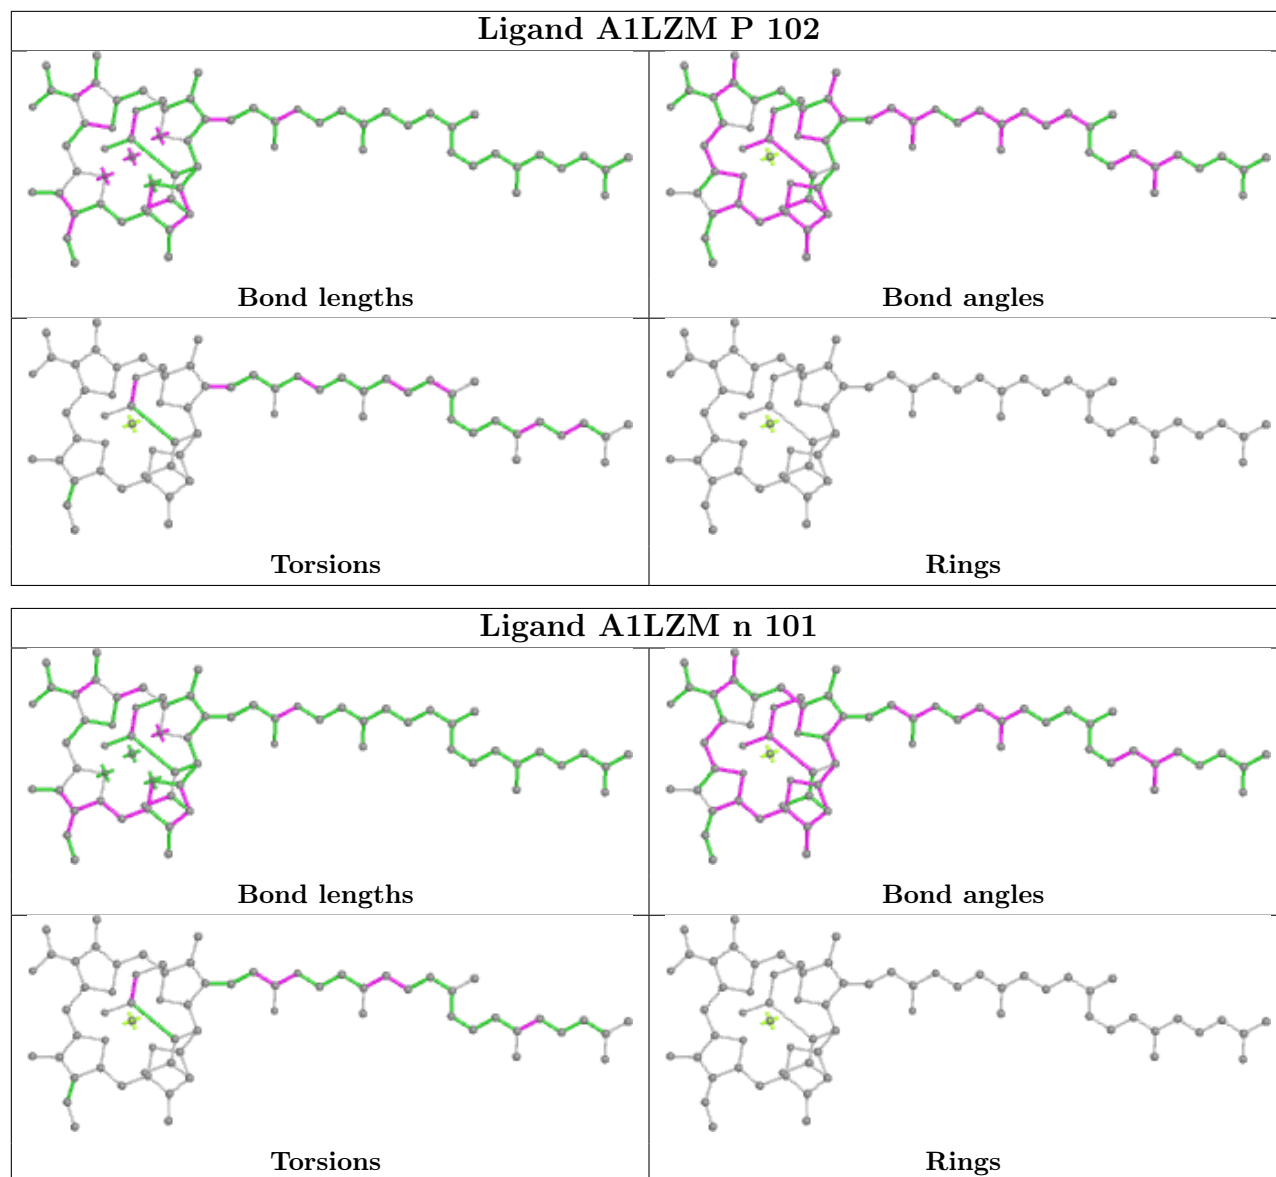 Ligand A1LZM P 102
Bond lengths
Bond angles
Torsions
Rings
Ligand A1LZM n 101
Bond lengths
Bond angles
Torsions
Rings